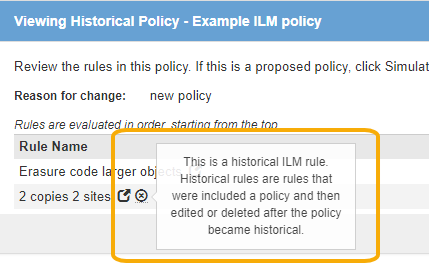 Viewing Historical Policy - Example ILM policy
Review the rules in this policy. If this is a proposed policy, click Simulat
Reason for change: new policy
Rules are evaluated in order, starting from the top.
Rule Name
Erasure code larger objects
2 copies 2 sites
This is a historical ILM rule.
Historical rules are rules that
were included a policy and then
edited or deleted after the policy
became historical.